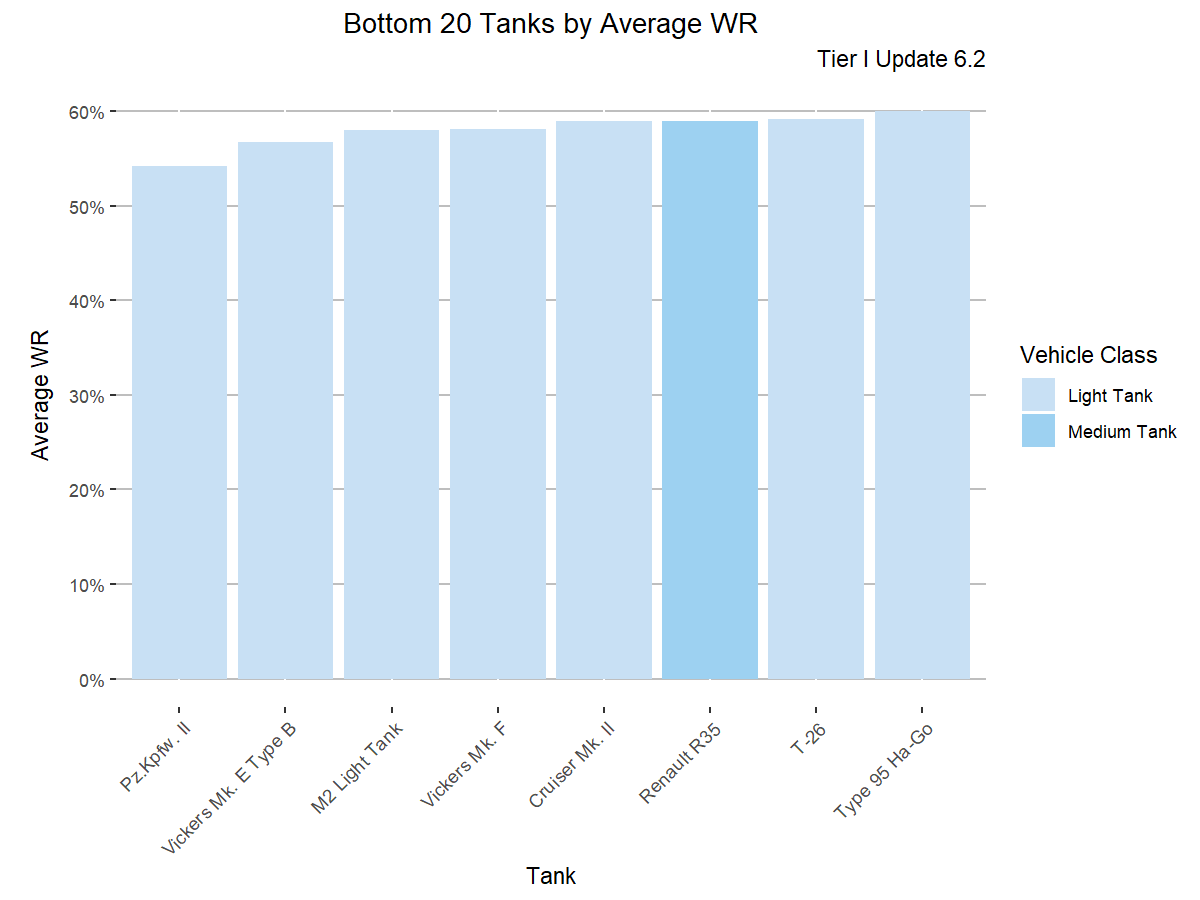 Bottom 20 Tanks by Average WR
Tier I Update 6.2
60%
50%
40%
30%
20%
10%
0%
Average WR
Pz.Kpfw. II
Vickers Mk. E Type B
M2 Light Tank
Vickers Mk. F
Cruiser Mk. II
Renault R35
T-26
Type 95 Ha-Go
Tank
Vehicle Class
Light Tank
Medium Tank